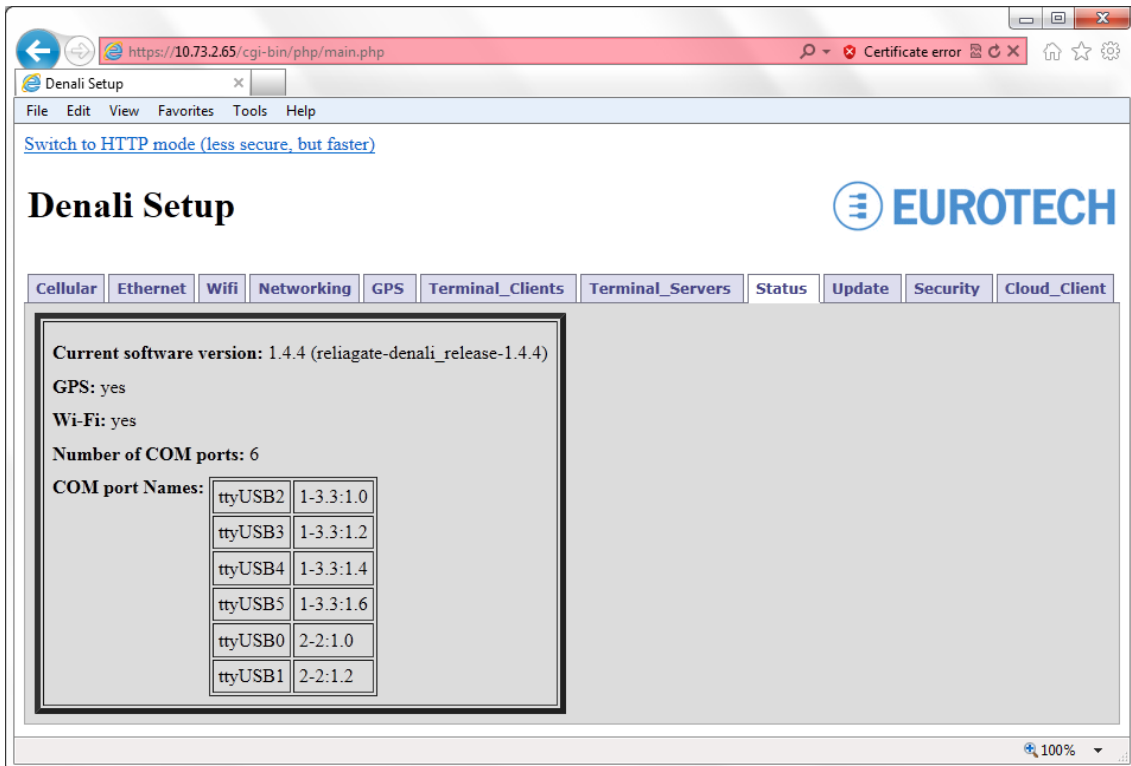 https://10.73.2.65/cgi-bin/php/main.php Certificate error
Denali Setup
File Edit View Favorites Tools Help
Switch to HTTP mode (less secure, but faster)
Denali Setup
EUROTECH
Cellular Ethernet Wifi Networking GPS Terminal_Clients Terminal_Servers Status Update Security Cloud_Client
Current software version: 1.4.4 (reliagate-denali_release-1.4.4)
GPS: yes
Wi-Fi: yes
Number of COM ports: 6
COM port Names: ttyUSB2 1-3.3:1.0
ttyUSB3 1-3.3:1.2
ttyUSB4 1-3.3:1.4
ttyUSB5 1-3.3:1.6
ttyUSB0 2-2:1.0
ttyUSB1 2-2:1.2
100%